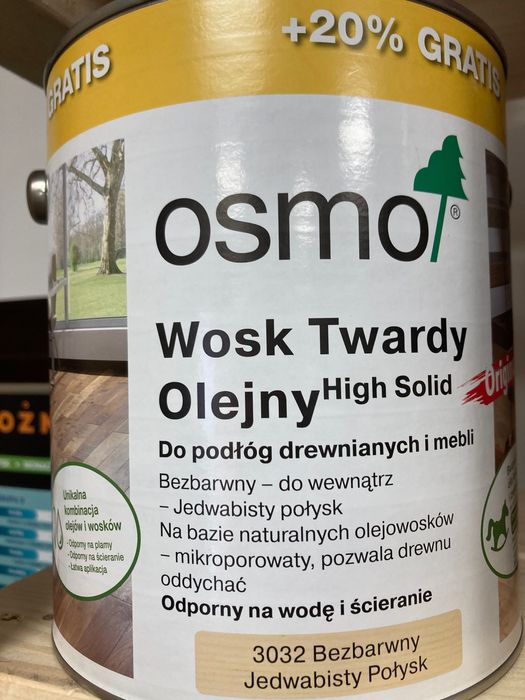 +20% GRATIS
GRATIS
osmo®
Wosk Twardy
Olejny High Solid
Do podłóg drewnianych i mebli
Bezbarwny – do wewnątrz
– Jedwabisty połysk
Na bazie naturalnych olejowosków
– mikroporowaty, pozwala drewnu
oddychać
Odporny na wodę i ścieranie
Unikalna
kombinacja
olejów i wosków
- Odporny na plamy
- Odporny na ścieranie
- Łatwa aplikacja
3032 Bezbarwny
Jedwabisty Połysk